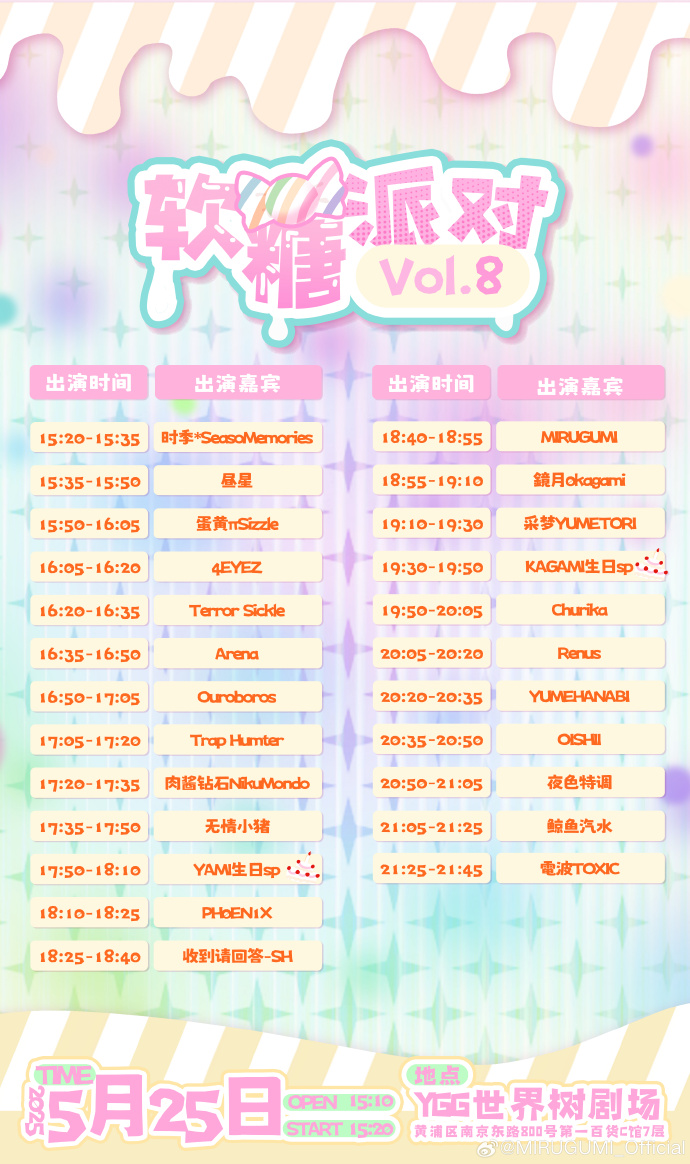 软糖派对
Vol.8
出演时间 出演嘉宾
15:20-15:35 时季*SeasoMemories
15:35-15:50 昼星
15:50-16:05 蛋黄πSizzle
16:05-16:20 4EYEZ
16:20-16:35 Terror Sickle
16:35-16:50 Arena
16:50-17:05 Ouroboros
17:05-17:20 Trap Humter
17:20-17:35 肉酱钻石NikuMondo
17:35-17:50 无情小猪
17:50-18:10 YAMI生日sp
18:10-18:25 PHoEN1X
18:25-18:40 收到请回答-SH
出演时间 出演嘉宾
18:40-18:55 MIRUGUMI
18:55-19:10 鏡月okagami
19:10-19:30 采梦YUMETORI
19:30-19:50 KAGAMI生日sp
19:50-20:05 Churika
20:05-20:20 Renus
20:20-20:35 YUMEHANABI
20:35-20:50 OISHII
20:50-21:05 夜色特调
21:05-21:25 鲸鱼汽水
21:25-21:45 電波TOXIC
TIME
2025
5月25日
OPEN 15:10
START 15:20
地点
YGG世界树剧场
黄浦区南京东路800号第一百货C馆7层
@MIRUGUMI_Official